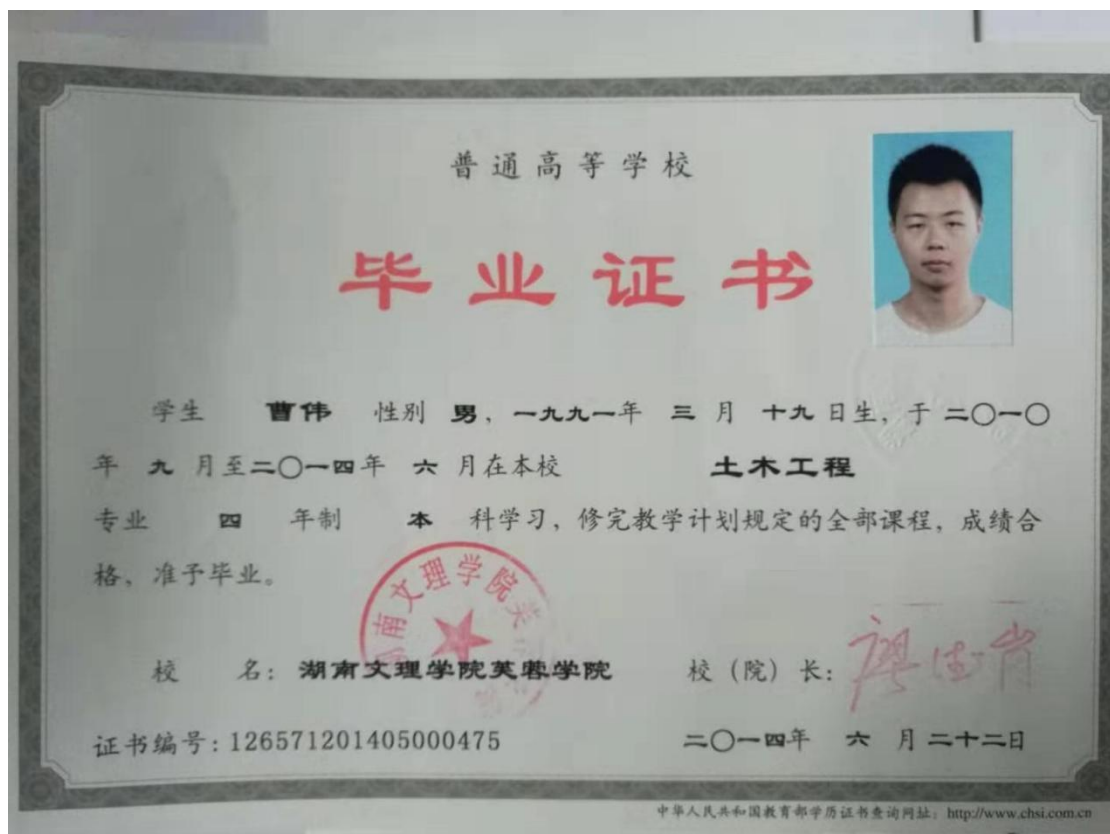 普通高等学校
毕业证书
学生 曹伟 性别 男，一九九一年 三 月 十九 日生，于 二〇一〇
年 九 月至二〇一四年 六 月在本校 土木工程
专业 四 年制 本 科学习，修完教学计划规定的全部课程，成绩合
格，准予毕业。
湖南文理学院芙
校 名：湖南文理学院芙蓉学院 校（院）长：
证书编号：126571201405000475 二〇一四年 六 月 二十二日
中华人民共和国教育部学历证书查询网址：http://www.chsi.com.cn